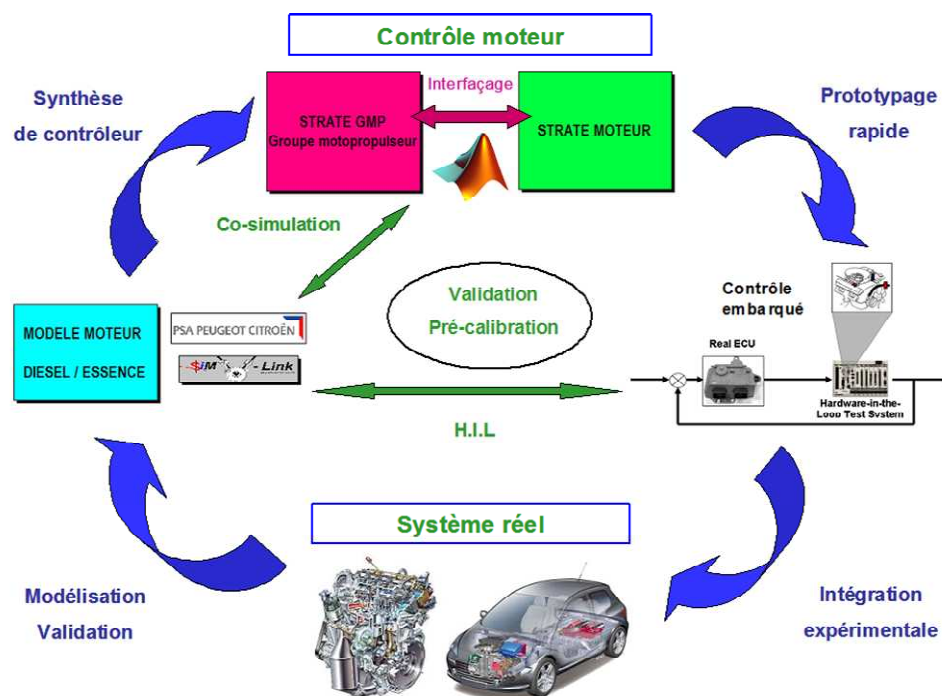 Contrôle moteur
Synthèse
de contrôleur
STRATE GMP
Groupe motopropulseur
Interfaçage
STRATE MOTEUR
Prototypage
rapide
Co-simulation
MODELE MOTEUR
DIESEL / ESSENCE
PSA PEUGEOT CITROËN
SiM -Link
Validation
Pré-calibration
Contrôle
embarqué
Real ECU
Hardware-in-the-
Loop Test System
H.I.L
Système réel
Modélisation
Validation
Intégration
expérimentale